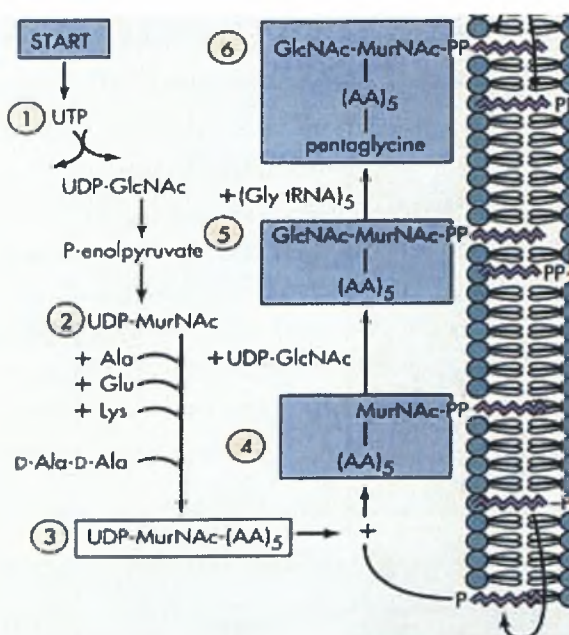 START
1
UTP
UDP-GlcNAc
P-enolpyruvate
2
UDP-MurNAc
+ Ala
+ Glu
+ Lys
D-Ala-D-Ala
3
UDP-MurNAc-(AA)5
+
P
4
MurNAc-PP
(AA)5
+UDP-GlcNAc
5
GlcNAc-MurNAc-PP
(AA)5
PP
+(Gly tRNA)5
6
GlcNAc-MurNAc-PP
(AA)5
pentaglycine